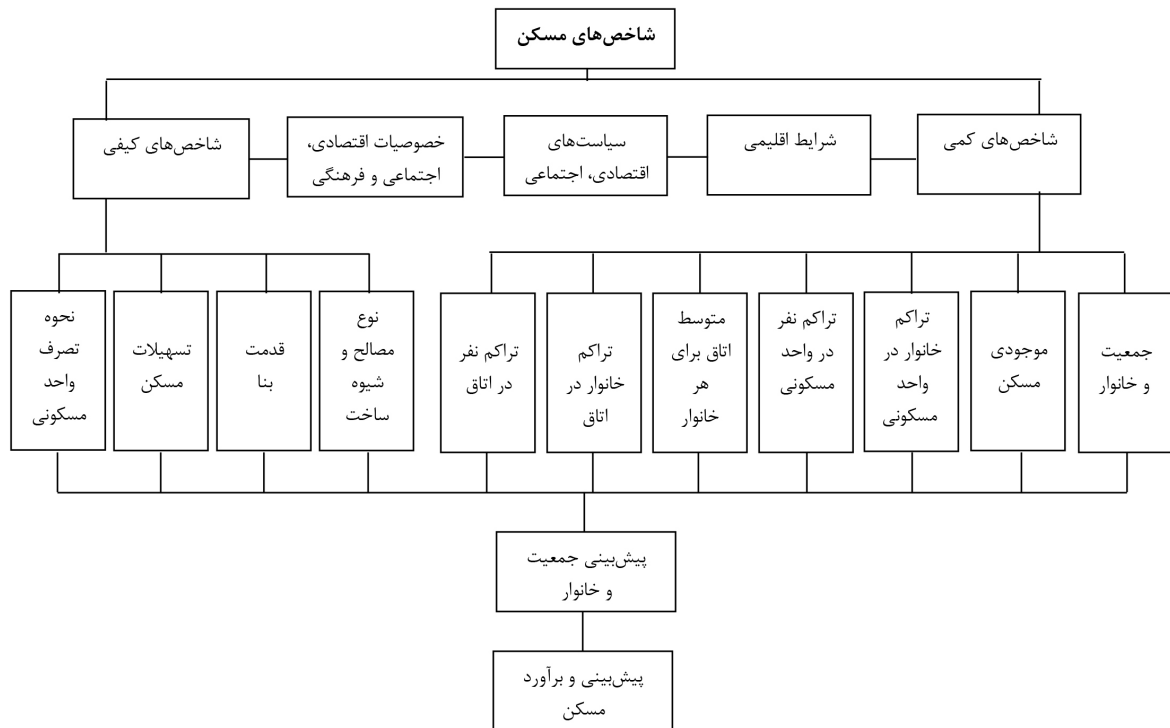 شاخص‌های مسکن
شاخص‌های کمی
شرایط اقلیمی
سیاست‌های
اقتصادی، اجتماعی
خصوصیات اقتصادی،
اجتماعی و فرهنگی
شاخص‌های کیفی
جمعیت
و خانوار
موجودی
مسکن
تراکم
خانوار در
واحد
مسکونی
تراکم نفر
در واحد
مسکونی
متوسط
اتاق برای
هر
خانوار
تراکم
خانوار در
اتاق
تراکم نفر
در اتاق
نوع
مصالح و
شیوه
ساخت
قدمت
بنا
تسهیلات
مسکن
نحوه
تصرف
واحد
مسکونی
پیش‌بینی جمعیت
و خانوار
پیش‌بینی و برآورد
مسکن